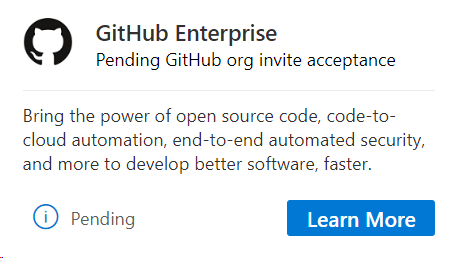 GitHub Enterprise
Pending GitHub org invite acceptance
Bring the power of open source code, code-to-
cloud automation, end-to-end automated security,
and more to develop better software, faster.
Pending
Learn More